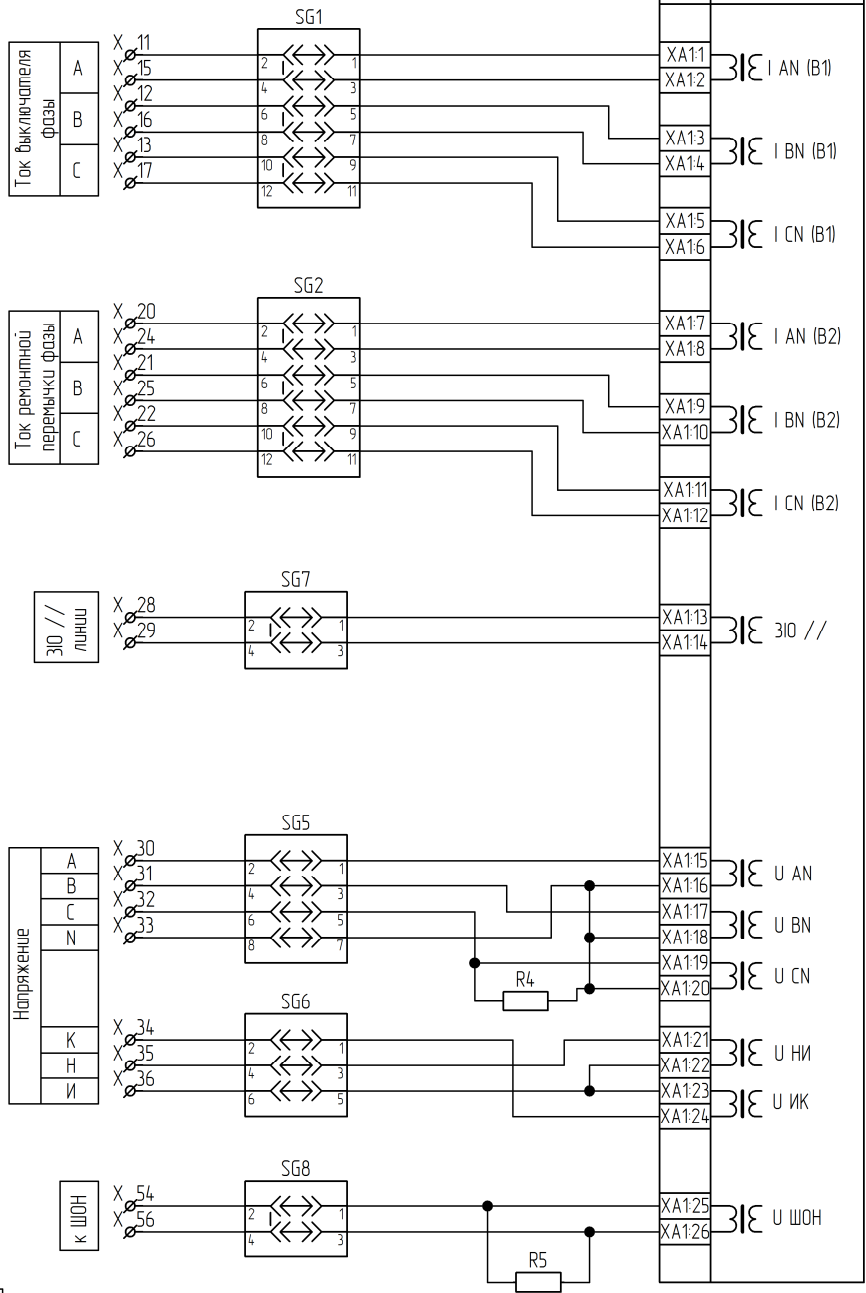 SG1
Ток выключателя
фазы
A
B
C
X 11
X 15
X 12
X 16
X 13
X 17
2 1
4 3
6 5
8 7
10 9
12 11
XA1:1
XA1:2
I AN (B1)
XA1:3
XA1:4
I BN (B1)
XA1:5
XA1:6
I CN (B1)
SG2
Ток ремонтной
перемычки фазы
A
B
C
X 20
X 24
X 21
X 25
X 22
X 26
2 1
4 3
6 5
8 7
10 9
12 11
XA1:7
XA1:8
I AN (B2)
XA1:9
XA1:10
I BN (B2)
XA1:11
XA1:12
I CN (B2)
SG7
3I0 //
линии
X 28
X 29
2 1
4 3
XA1:13
XA1:14
3I0 //
SG5
Напряжение
A
B
C
N
X 30
X 31
X 32
X 33
2 1
4 3
6 5
8 7
XA1:15
XA1:16
U AN
XA1:17
XA1:18
U BN
XA1:19
XA1:20
U CN
R4
SG6
К
Н
И
X 34
X 35
X 36
2 1
4 3
6 5
XA1:21
XA1:22
U НИ
XA1:23
XA1:24
U ИК
SG8
к ШОН
X 54
X 56
2 1
4 3
XA1:25
XA1:26
U ШОН
R5